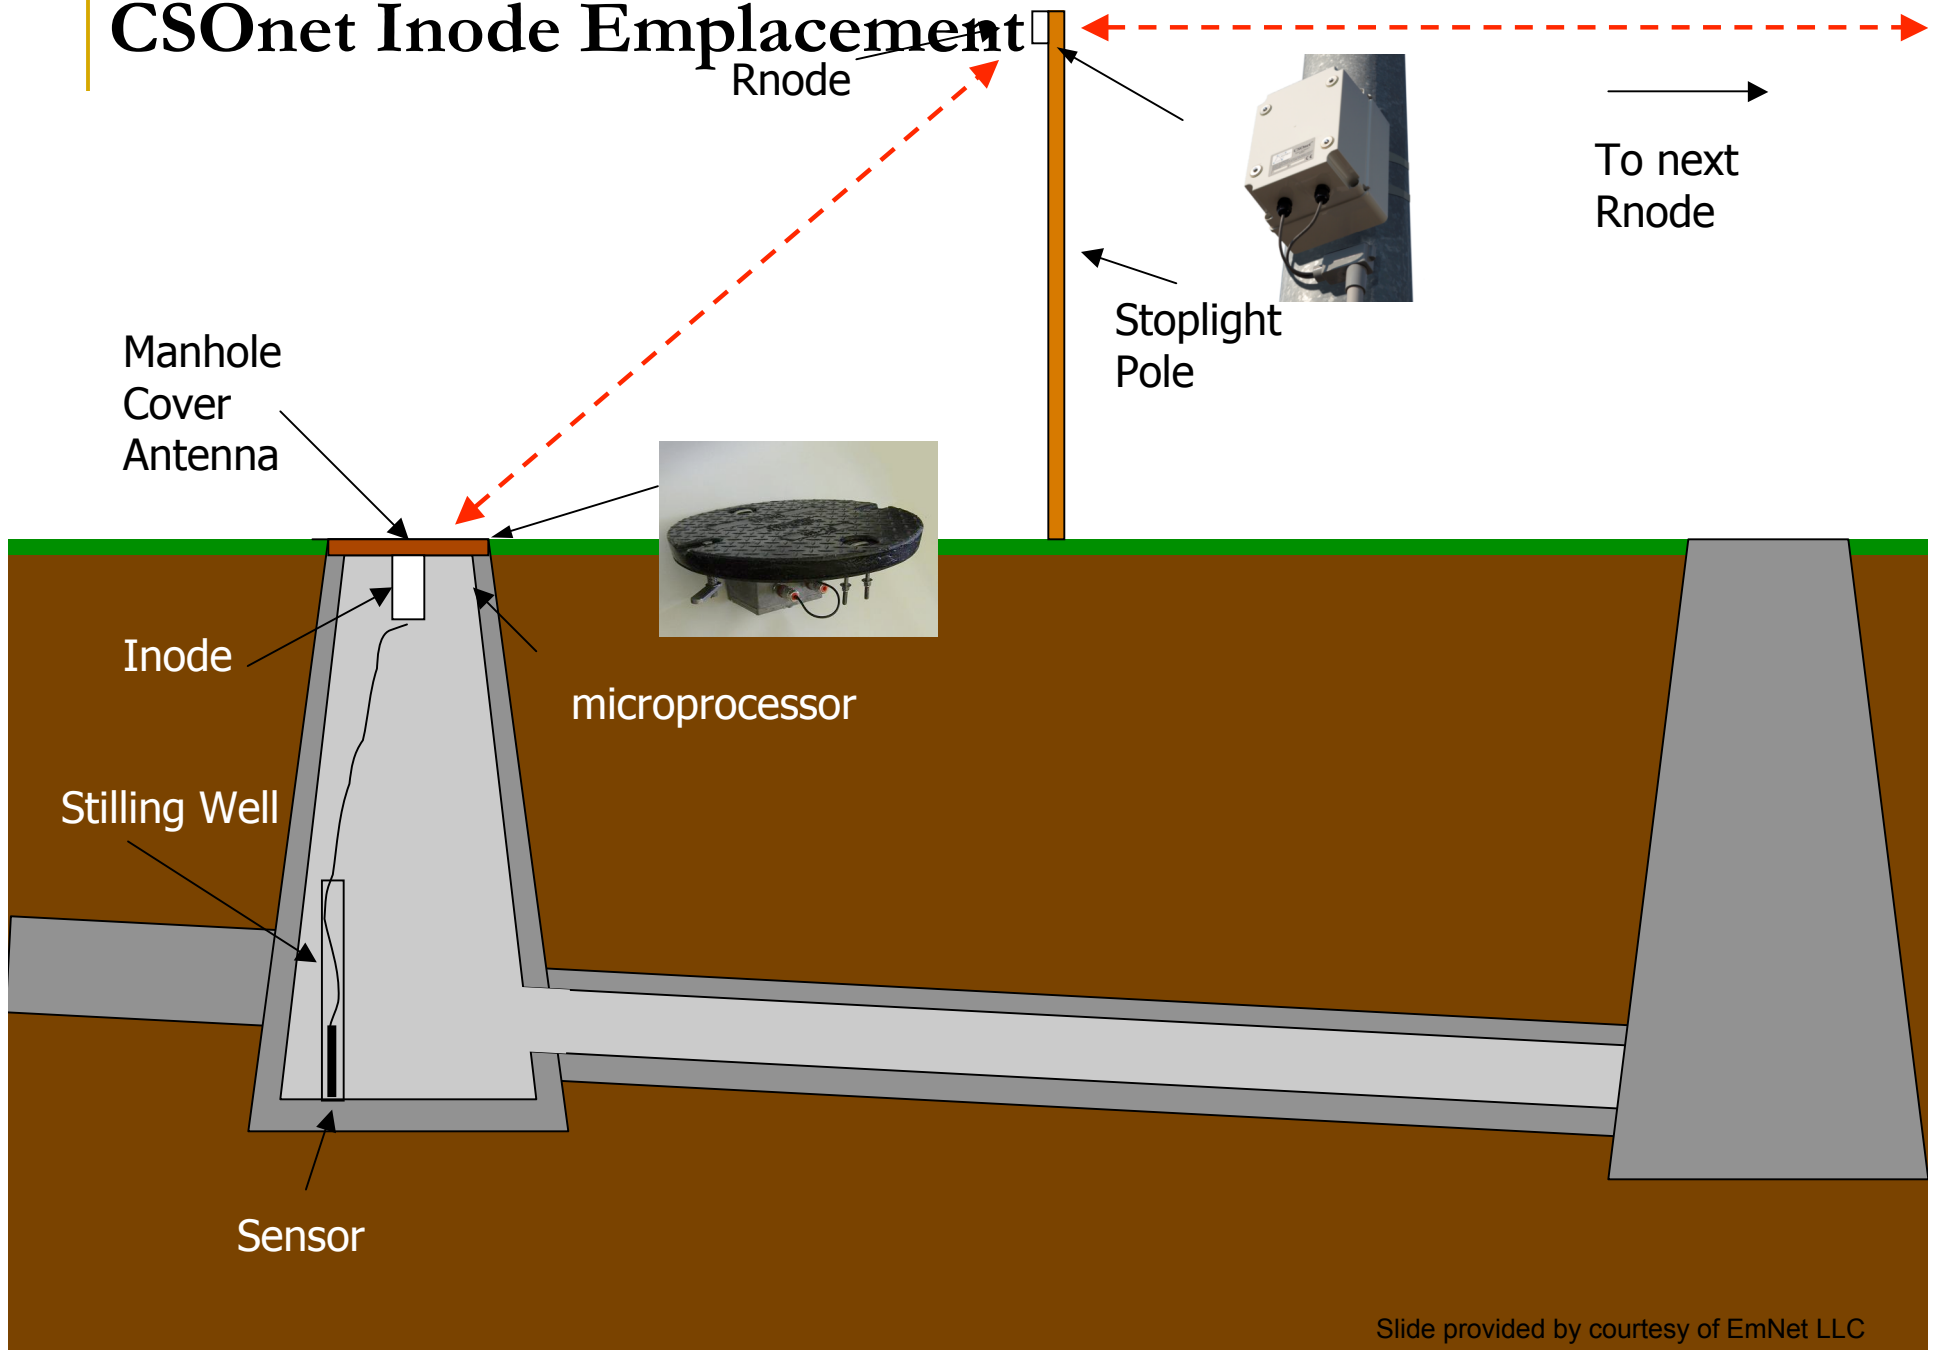 CSOnet Inode Emplacement
Rnode
To next
Rnode
Stoplight
Pole
Manhole
Cover
Antenna
Inode
microprocessor
Stilling Well
Sensor
Slide provided by courtesy of EmNet LLC